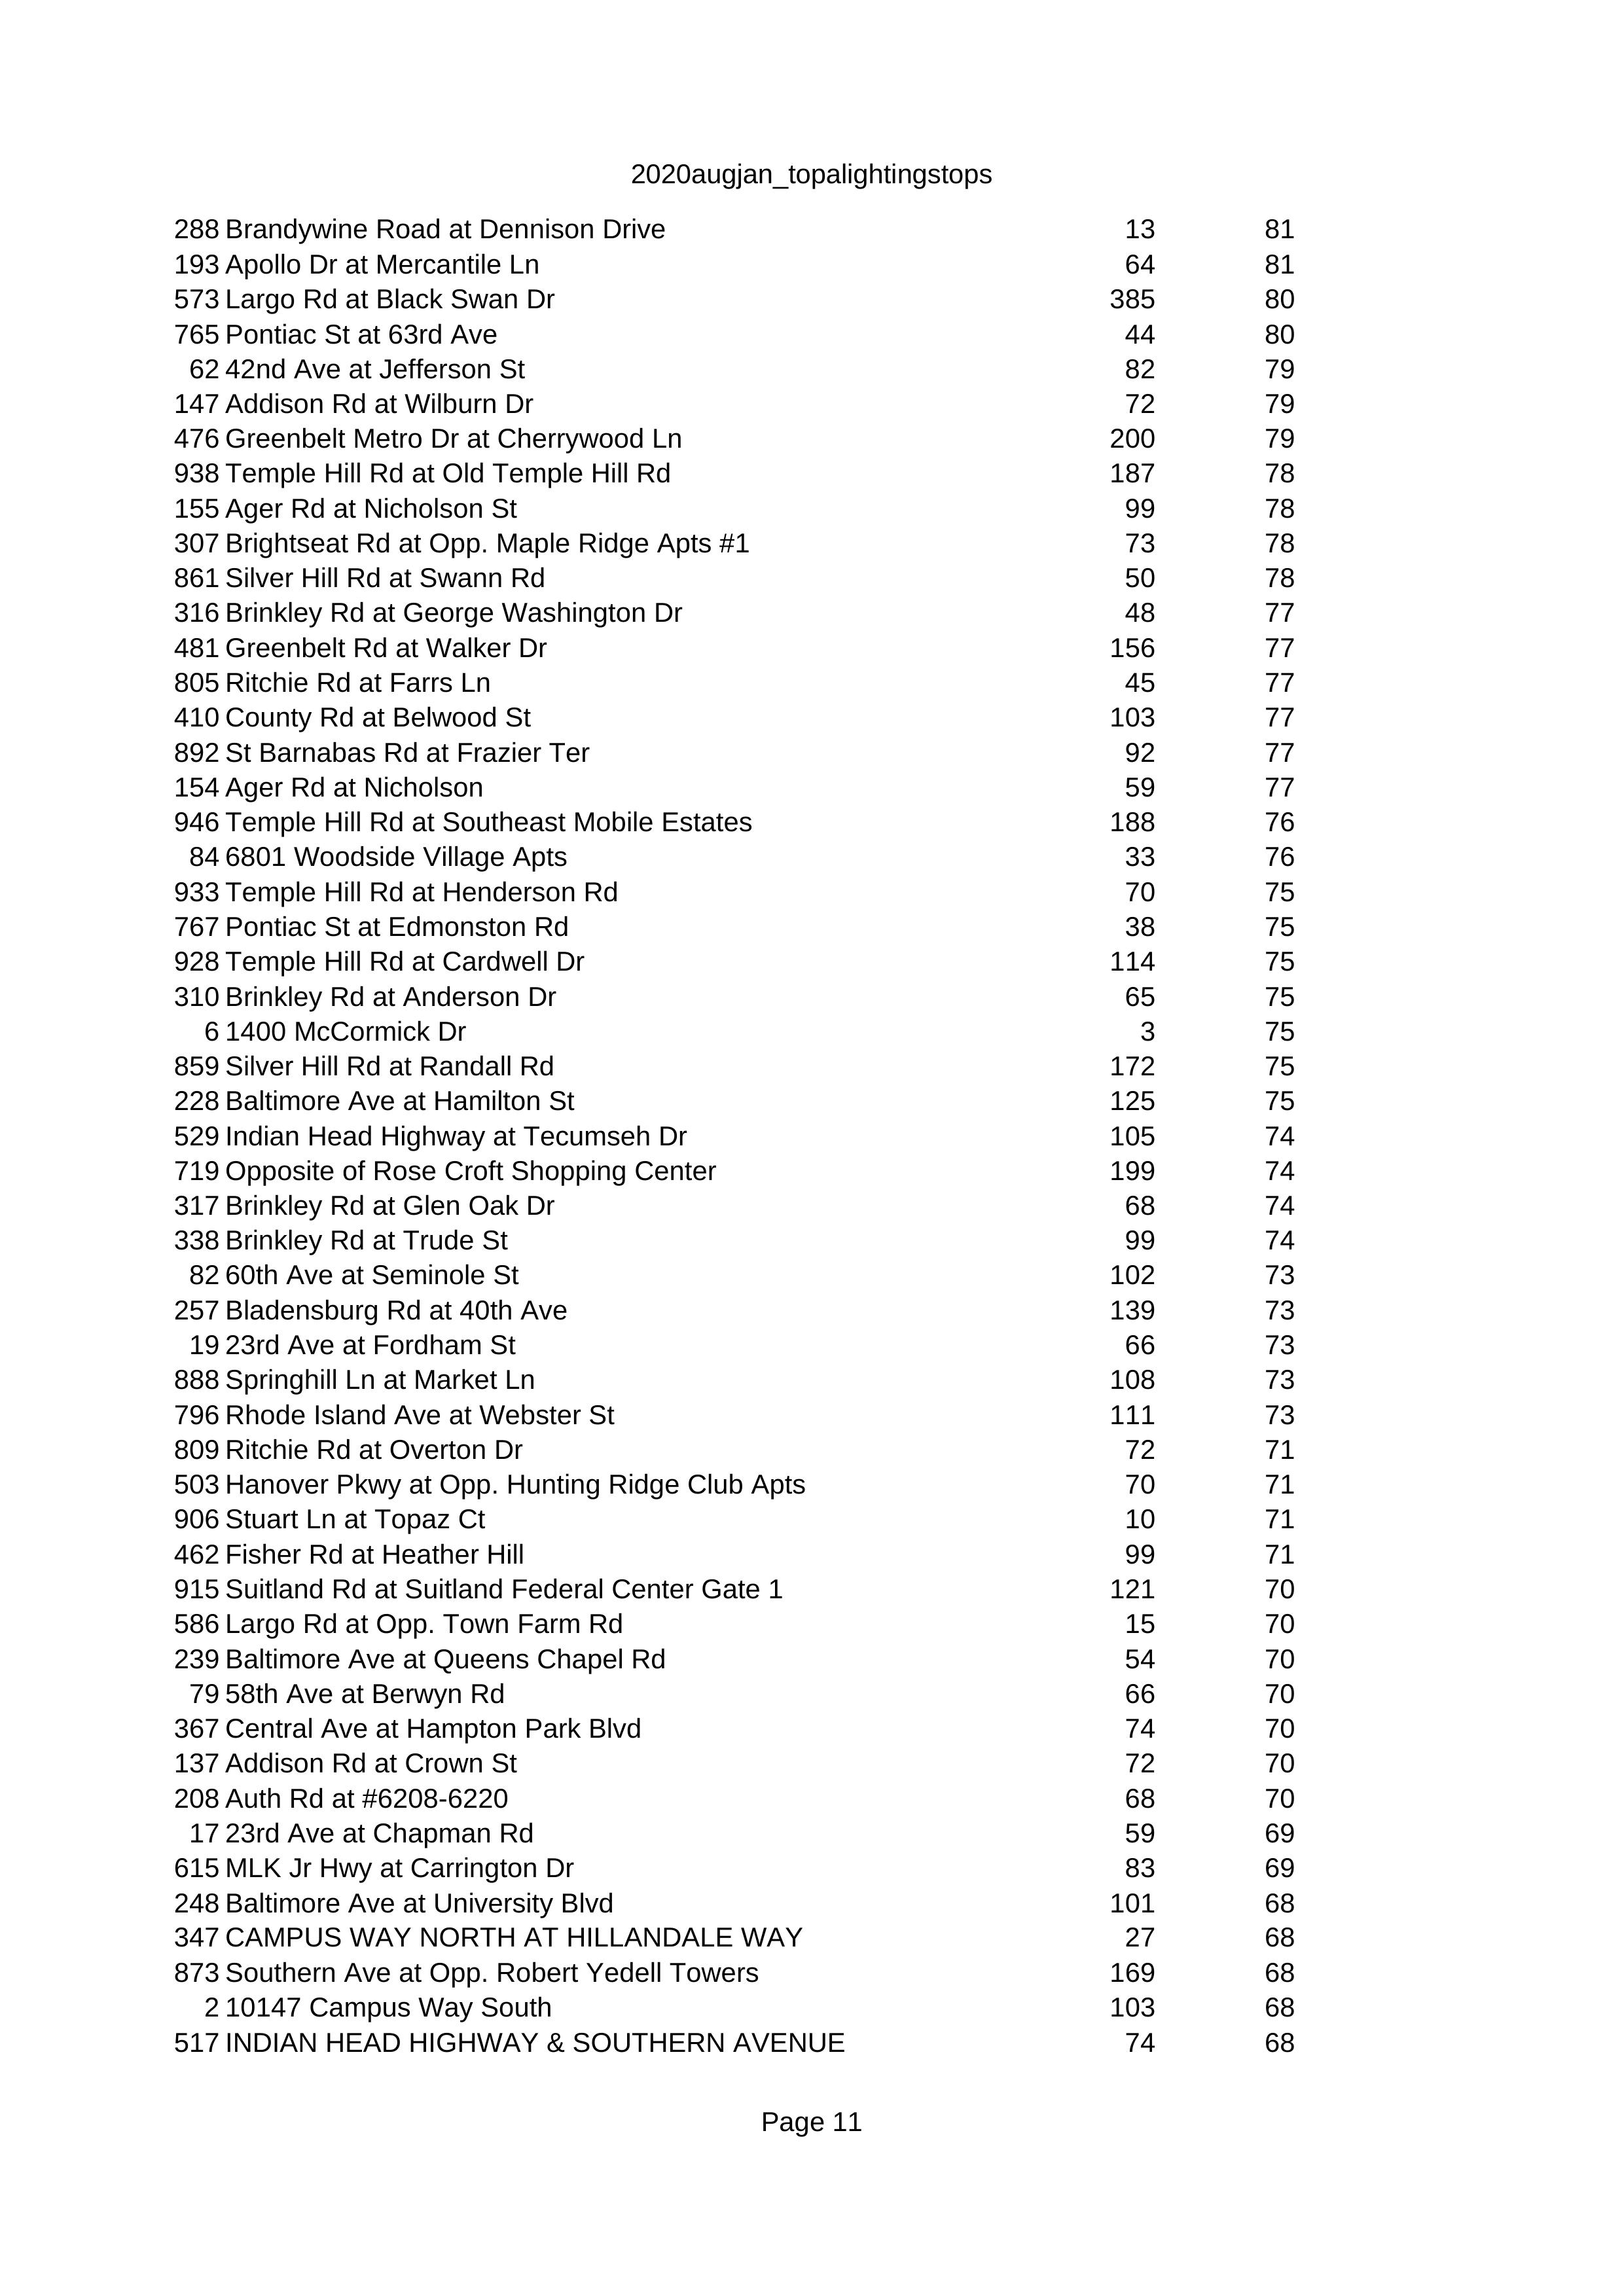 2020augjan_topalightingstops
288 Brandywine Road at Dennison Drive 13 81
193 Apollo Dr at Mercantile Ln 64 81
573 Largo Rd at Black Swan Dr 385 80
765 Pontiac St at 63rd Ave 44 80
62 42nd Ave at Jefferson St 82 79
147 Addison Rd at Wilburn Dr 72 79
476 Greenbelt Metro Dr at Cherrywood Ln 200 79
938 Temple Hill Rd at Old Temple Hill Rd 187 78
155 Ager Rd at Nicholson St 99 78
307 Brightseat Rd at Opp. Maple Ridge Apts #1 73 78
861 Silver Hill Rd at Swann Rd 50 78
316 Brinkley Rd at George Washington Dr 48 77
481 Greenbelt Rd at Walker Dr 156 77
805 Ritchie Rd at Farrs Ln 45 77
410 County Rd at Belwood St 103 77
892 St Barnabas Rd at Frazier Ter 92 77
154 Ager Rd at Nicholson 59 77
946 Temple Hill Rd at Southeast Mobile Estates 188 76
84 6801 Woodside Village Apts 33 76
933 Temple Hill Rd at Henderson Rd 70 75
767 Pontiac St at Edmonston Rd 38 75
928 Temple Hill Rd at Cardwell Dr 114 75
310 Brinkley Rd at Anderson Dr 65 75
6 1400 McCormick Dr 3 75
859 Silver Hill Rd at Randall Rd 172 75
228 Baltimore Ave at Hamilton St 125 75
529 Indian Head Highway at Tecumseh Dr 105 74
719 Opposite of Rose Croft Shopping Center 199 74
317 Brinkley Rd at Glen Oak Dr 68 74
338 Brinkley Rd at Trude St 99 74
82 60th Ave at Seminole St 102 73
257 Bladensburg Rd at 40th Ave 139 73
19 23rd Ave at Fordham St 66 73
888 Springhill Ln at Market Ln 108 73
796 Rhode Island Ave at Webster St 111 73
809 Ritchie Rd at Overton Dr 72 71
503 Hanover Pkwy at Opp. Hunting Ridge Club Apts 70 71
906 Stuart Ln at Topaz Ct 10 71
462 Fisher Rd at Heather Hill 99 71
915 Suitland Rd at Suitland Federal Center Gate 1 121 70
586 Largo Rd at Opp. Town Farm Rd 15 70
239 Baltimore Ave at Queens Chapel Rd 54 70
79 58th Ave at Berwyn Rd 66 70
367 Central Ave at Hampton Park Blvd 74 70
137 Addison Rd at Crown St 72 70
208 Auth Rd at #6208-6220 68 70
17 23rd Ave at Chapman Rd 59 69
615 MLK Jr Hwy at Carrington Dr 83 69
248 Baltimore Ave at University Blvd 101 68
347 CAMPUS WAY NORTH AT HILLANDALE WAY 27 68
873 Southern Ave at Opp. Robert Yedell Towers 169 68
2 10147 Campus Way South 103 68
517 INDIAN HEAD HIGHWAY & SOUTHERN AVENUE 74 68
Page 11